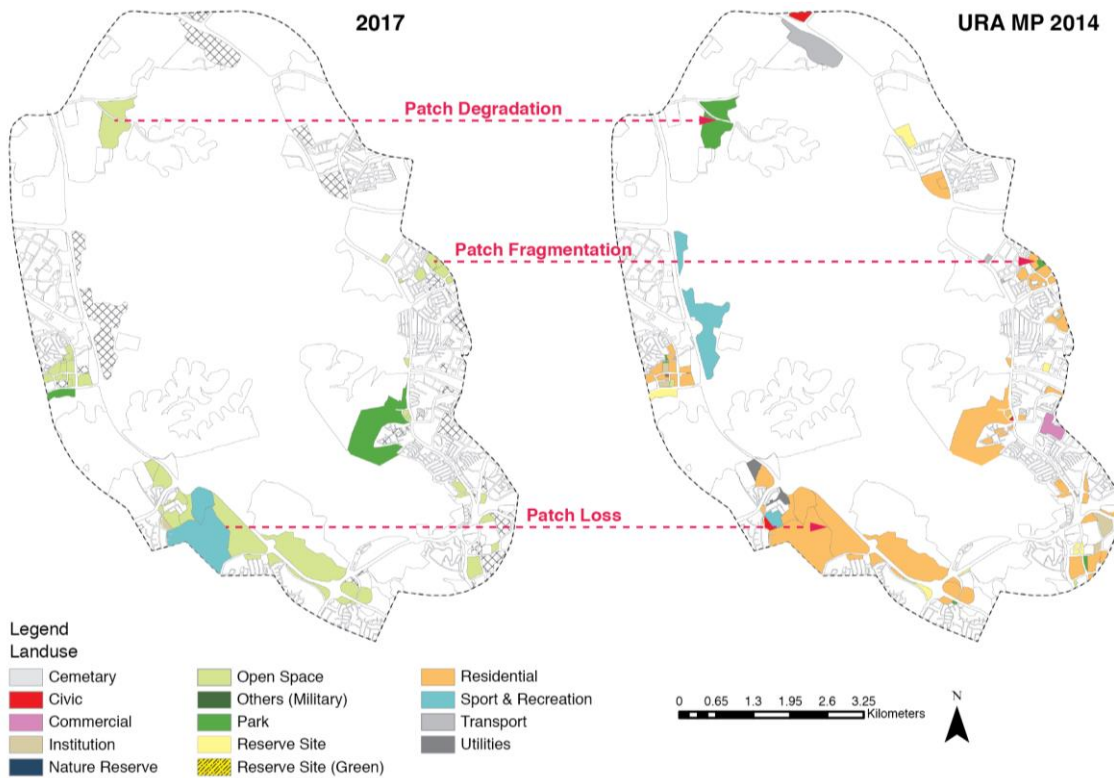 2017
URA MP 2014
Patch Degradation
Patch Fragmentation
Patch Loss
Legend
Landuse
Cemetary
Civic
Commercial
Institution
Nature Reserve
Open Space
Others (Military)
Park
Reserve Site
Reserve Site (Green)
Residential
Sport & Recreation
Transport
Utilities
0 0.65 1.3 1.95 2.6 3.25
Kilometers
N